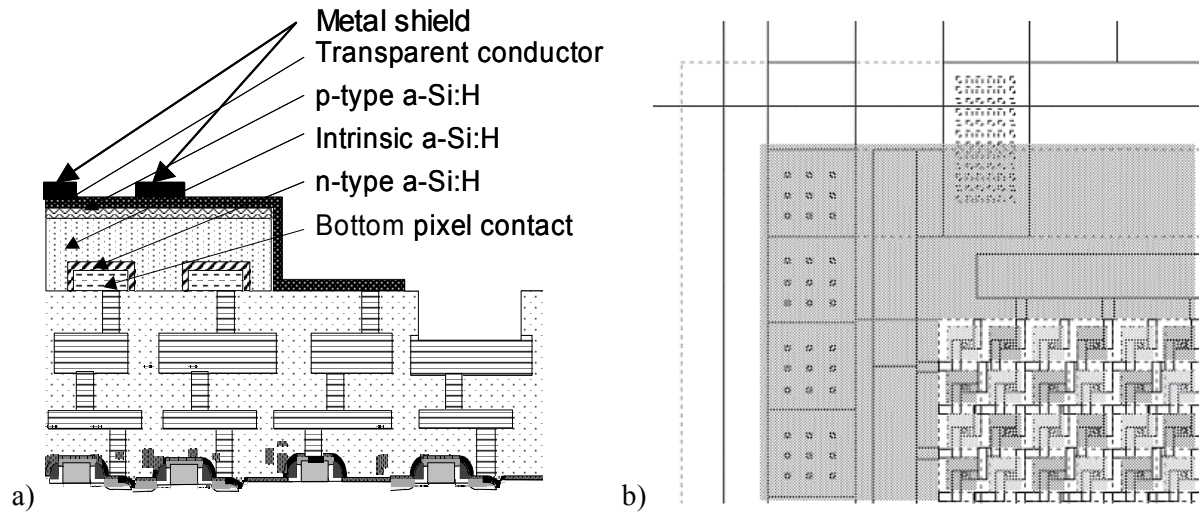 Metal shield
Transparent conductor
p-type a-Si:H
Intrinsic a-Si:H
n-type a-Si:H
Bottom pixel contact
a)
b)